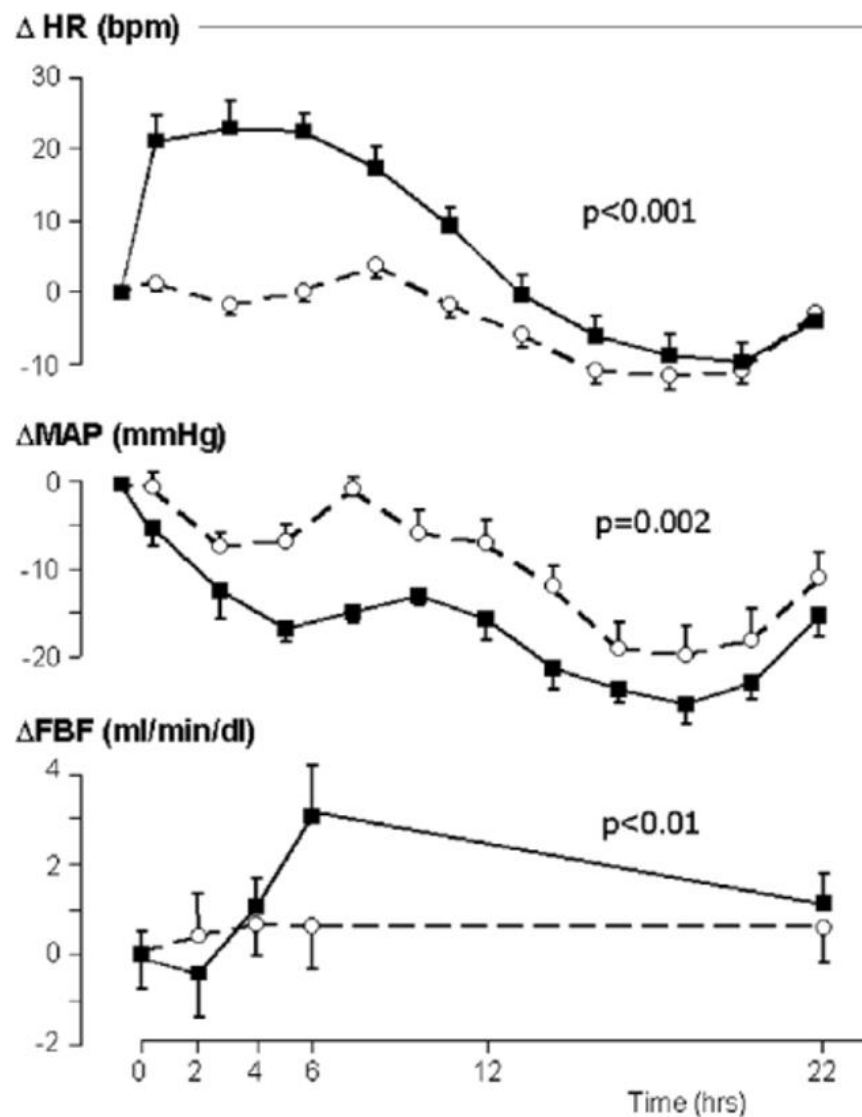 Δ HR (bpm)
30
20
10
0
-10
p<0.001
ΔMAP (mmHg)
0
-10
-20
p=0.002
ΔFBF (ml/min/dl)
4
2
0
-2
p<0.01
0 2 4 6 12 22
Time (hrs)